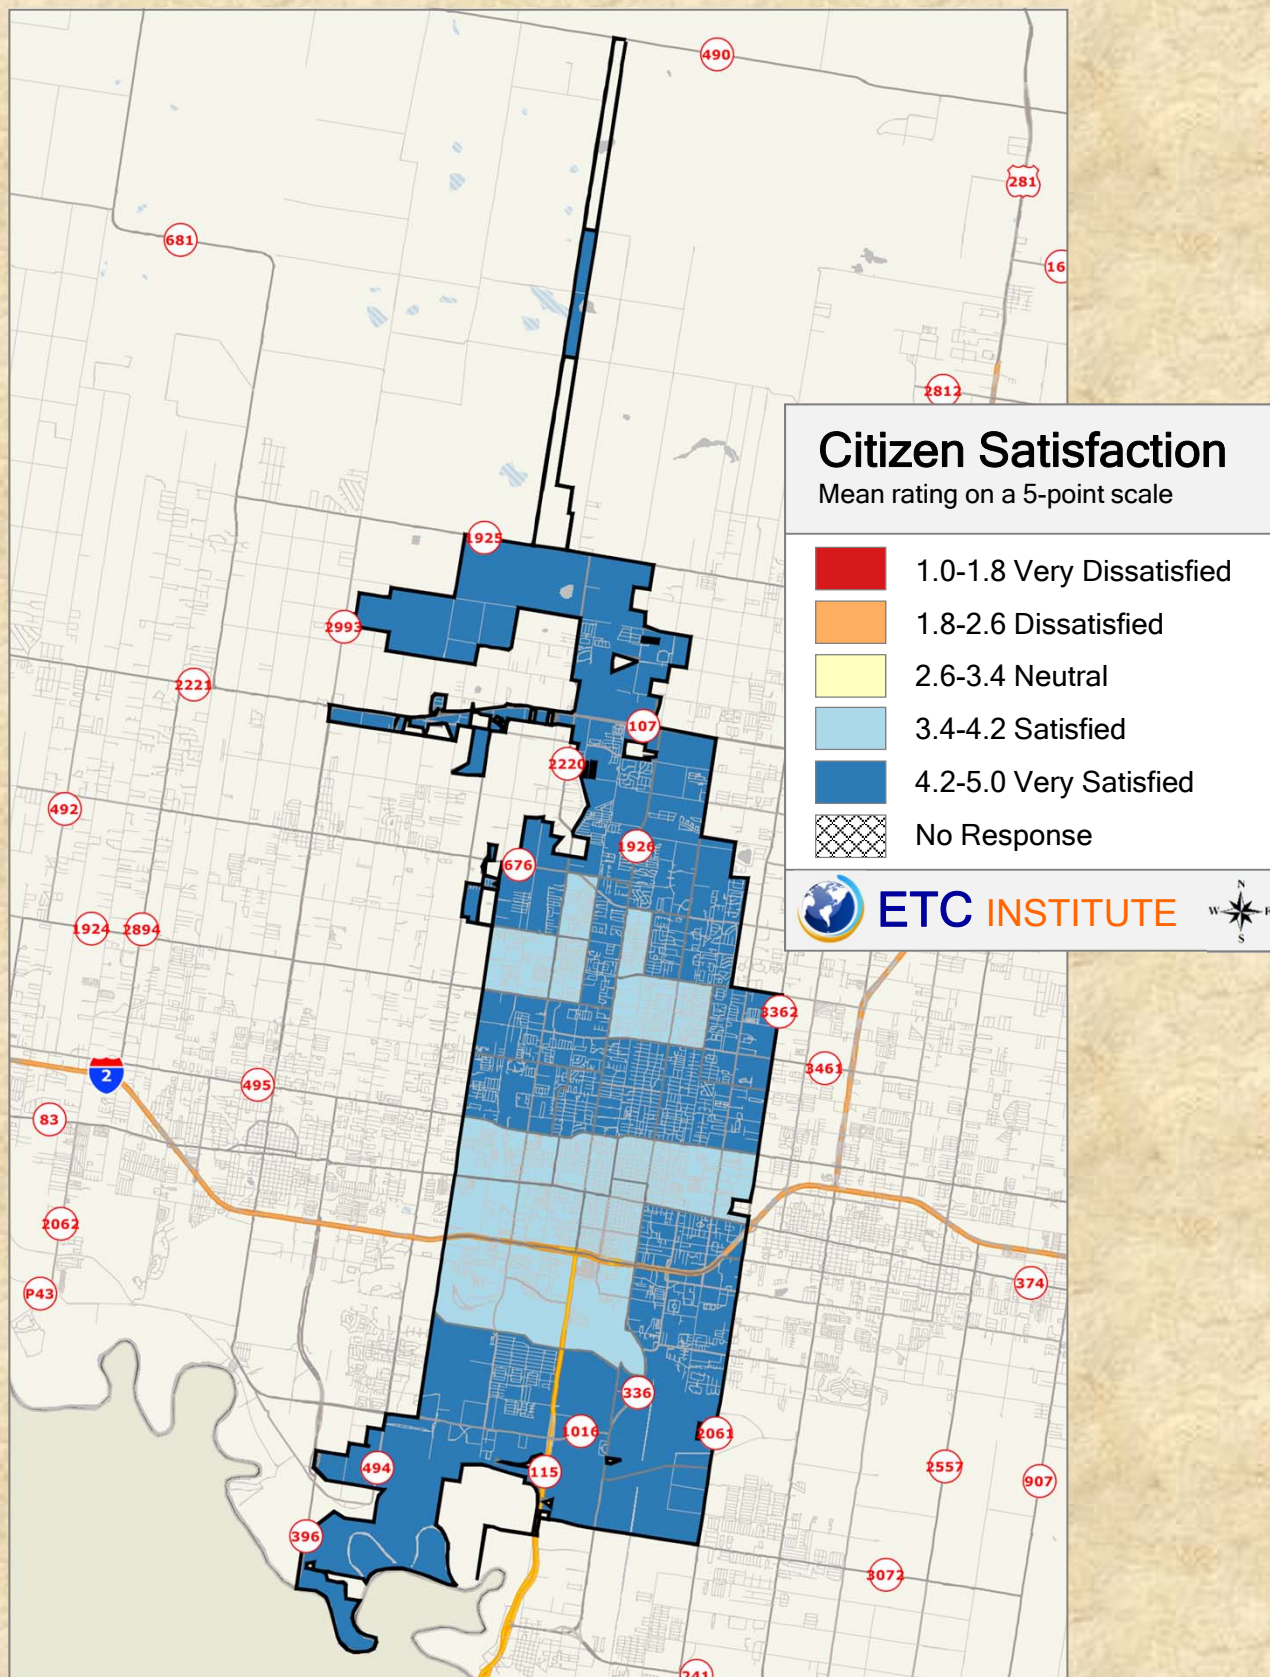 490
281
681
16
2812
Citizen Satisfaction
Mean rating on a 5-point scale
1.0-1.8 Very Dissatisfied
1.8-2.6 Dissatisfied
2.6-3.4 Neutral
3.4-4.2 Satisfied
4.2-5.0 Very Satisfied
No Response
ETC INSTITUTE
N
W
E
S
1925
2993
2221
107
2220
492
1926
676
1924
2894
3362
3461
2
495
83
2062
P43
374
336
1016
2061
494
115
2557
907
396
3072
241